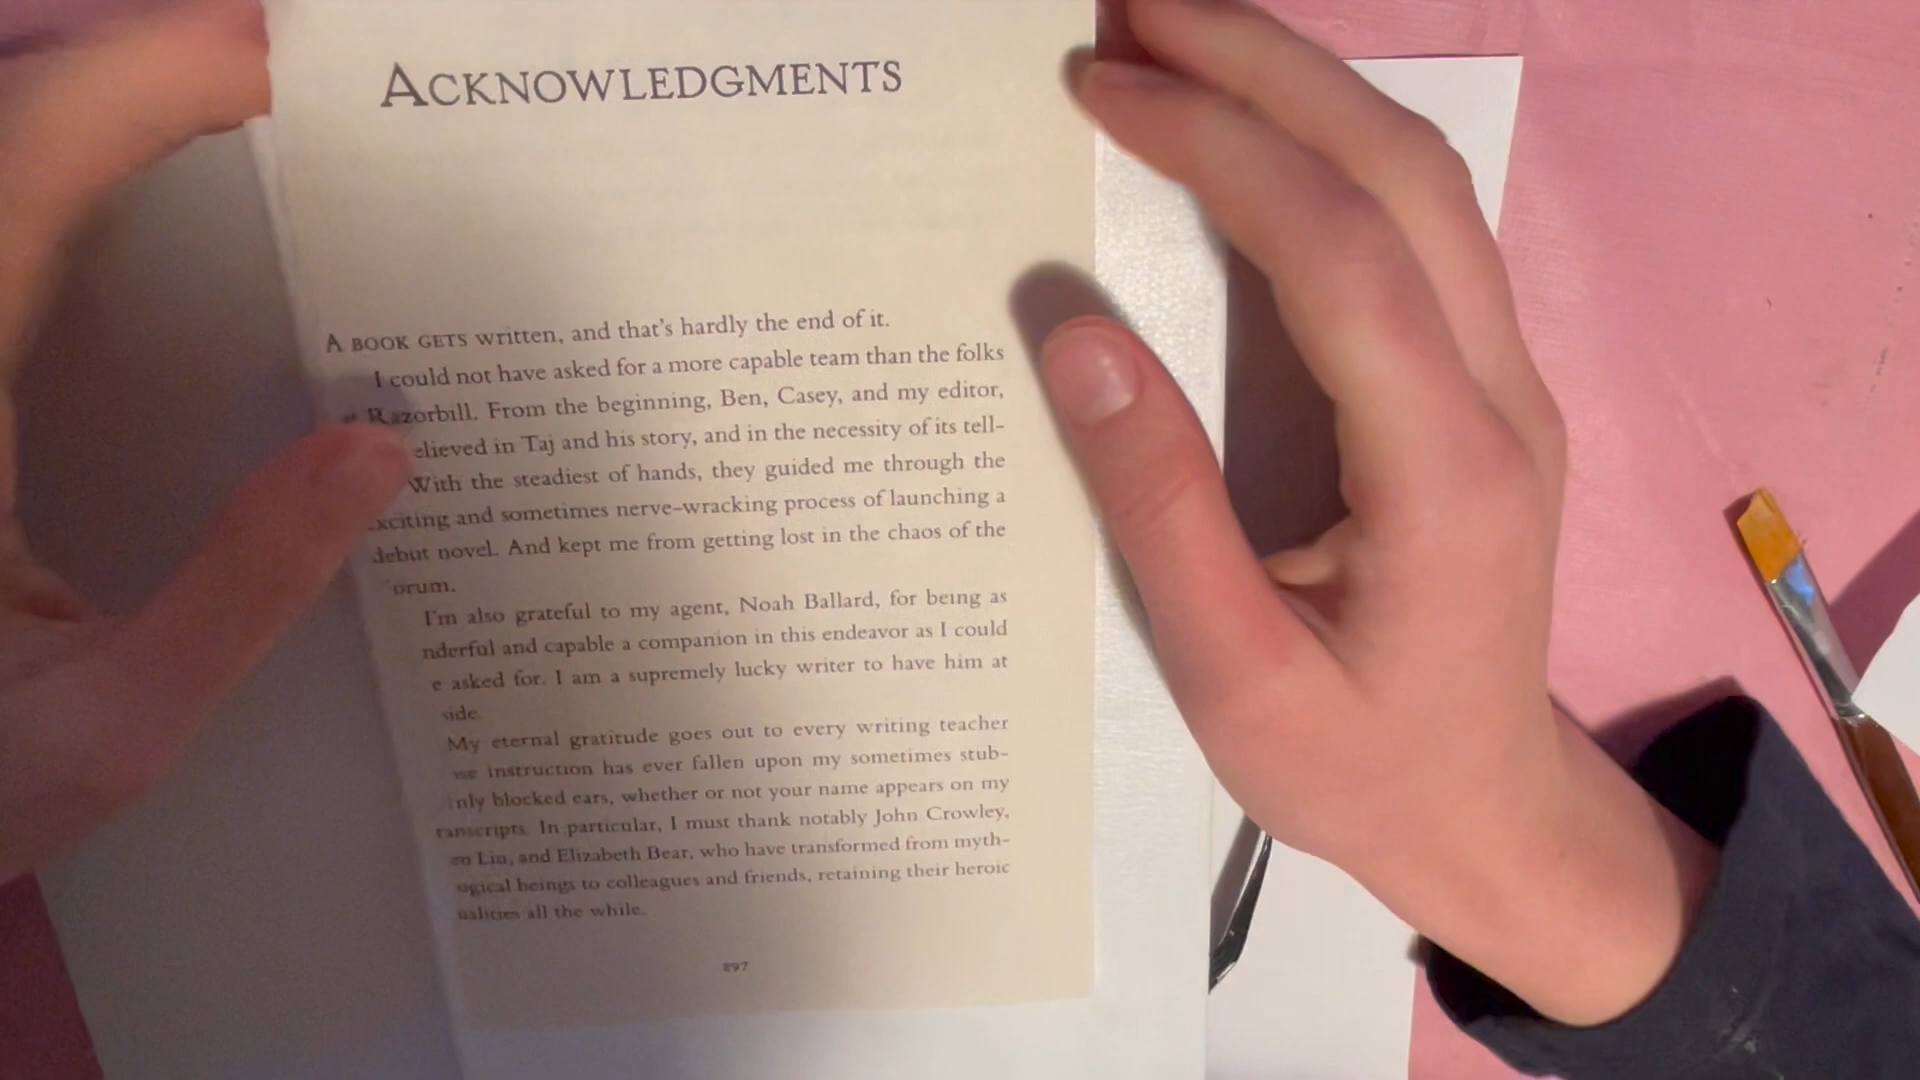 ACKNOWLEDGMENTS
A BOOK GETS written, and that's hardly the end of it.
I could not have asked for a more capable team than the folks
at Razorbill. From the beginning, Ben, Casey, and my editor,
elieved in Taj and his story, and in the necessity of its tell-
With the steadiest of hands, they guided me through the
xciting and sometimes nerve-wracking process of launching a
debut novel. And kept me from getting lost in the chaos of the
orum.
I'm also grateful to my agent, Noah Ballard, for being as
nderful and capable a companion in this endeavor as I could
e asked for. I am a supremely lucky writer to have him at
side.
My eternal gratitude goes out to every writing teacher
instruction has ever fallen upon my sometimes stub-
nly blocked ears, whether or not your name appears on my
ranscripts. In particular, I must thank notably John Crowley,
Lin, and Elizabeth Bear, who have transformed from myth-
ogical beings to colleagues and friends, retaining their heroic
ualities all the while.
297